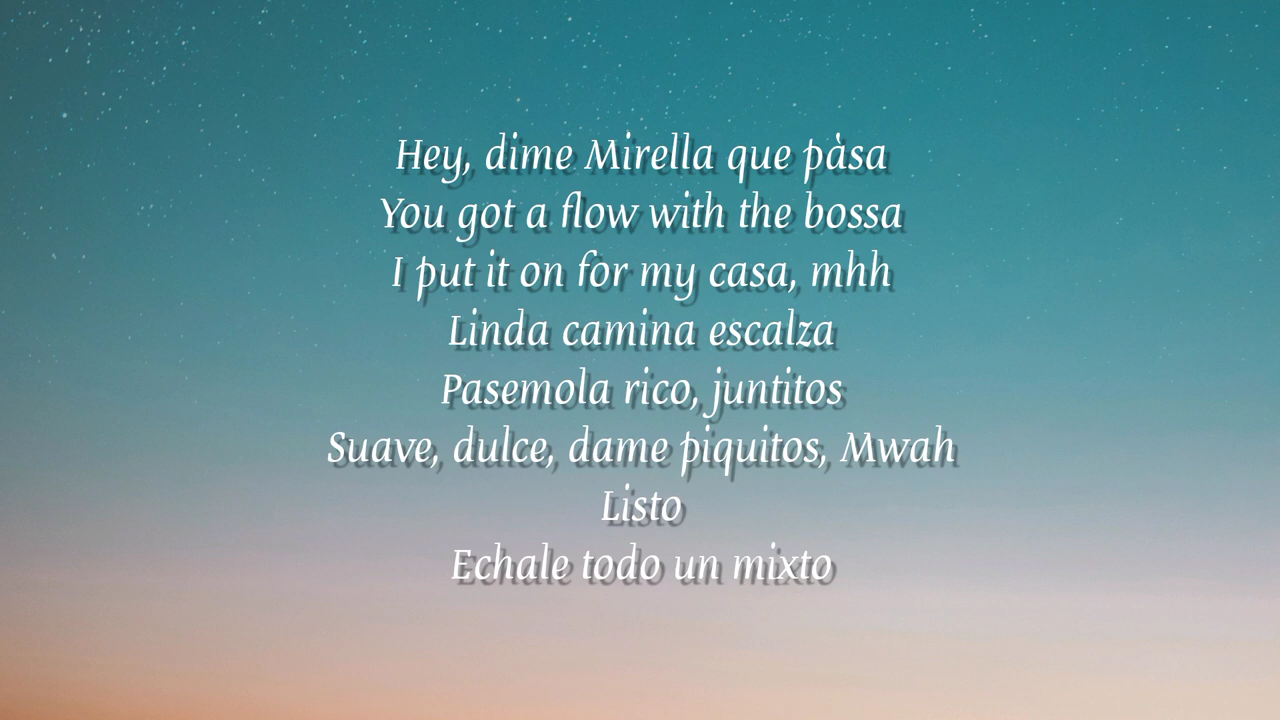 Hey, dime Mirella que pàsa
You got a flow with the bossa
I put it on for my casa, mhh
Linda camina escalza
Pasemola rico, juntitos
Suave, dulce, dame piquitos, Mwah
Listo
Echale todo un mixto